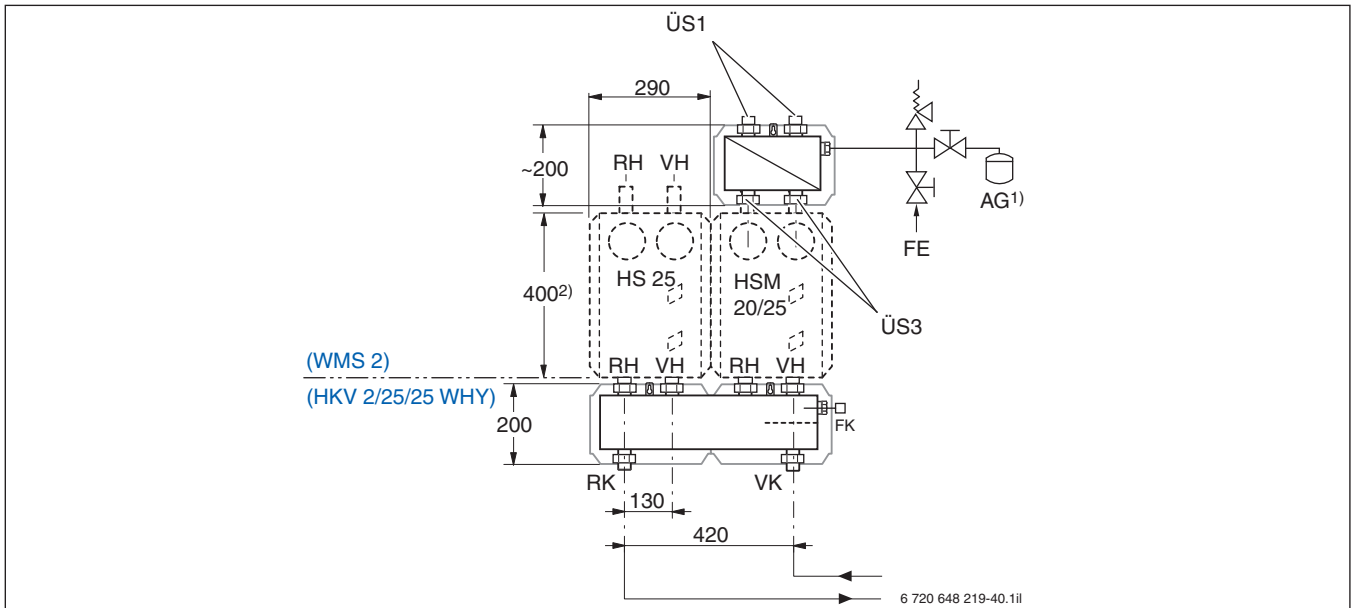 ÜS1
290
~200
RH VH
AG1)
FE
HS 25
HSM
20/25
4002)
ÜS3
(WMS 2)
RH VH RH VH
(HKV 2/25/25 WHY)
200
FK
RK
VK
130
420
6 720 648 219-40.1il